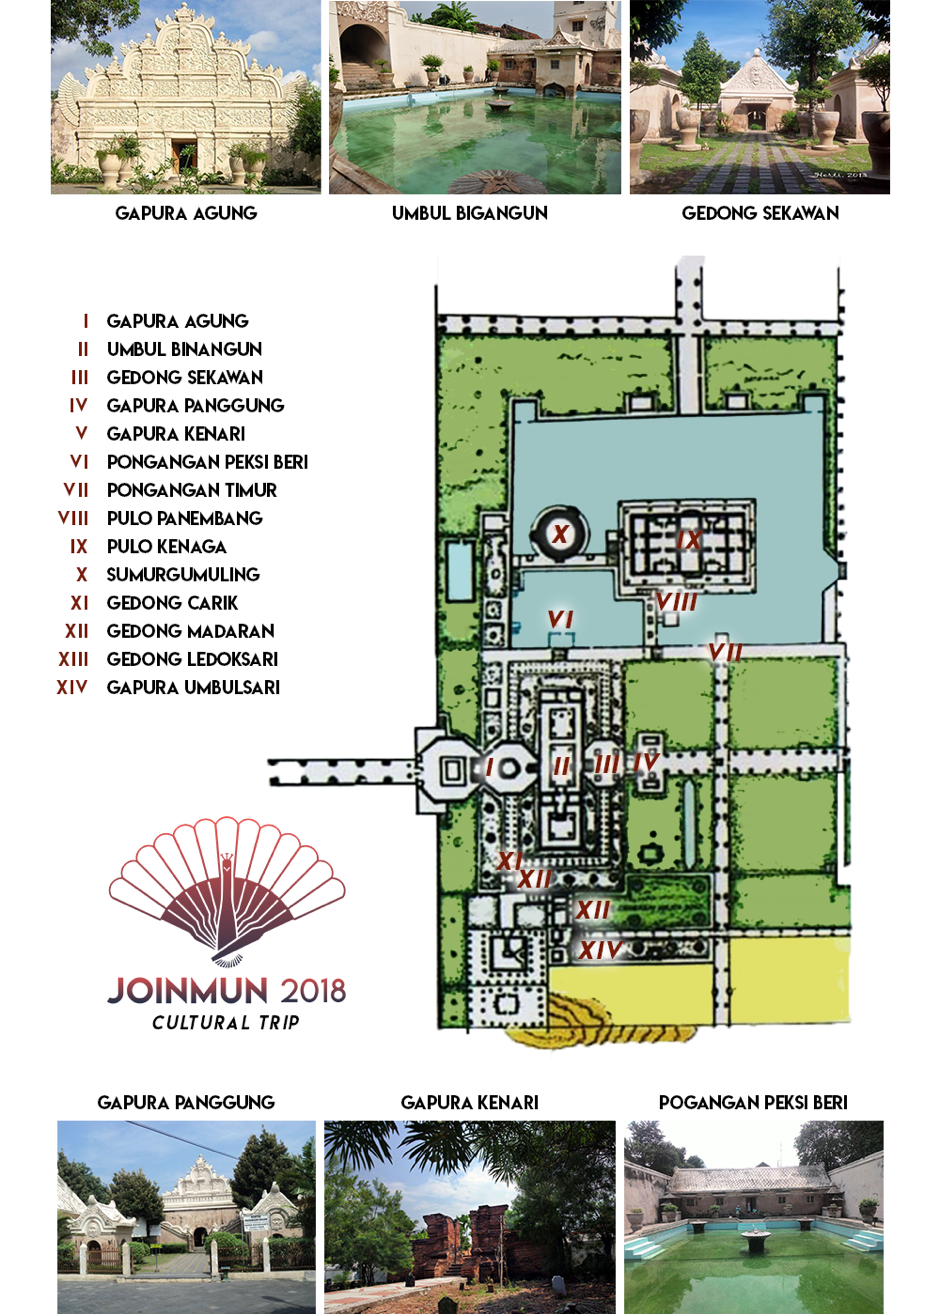 GAPURA AGUNG
UMBUL BIGANGUN
GEDONG SEKAWAN
Hesti, 2013
I GAPURA AGUNG
II UMBUL BINANGUN
III GEDONG SEKAWAN
IV GAPURA PANGGUNG
V GAPURA KENARI
VI PONGANGAN PEKSI BERI
VII PONGANGAN TIMUR
VIII PULO PANEMBANG
IX PULO KENAGA
X SUMURGUMULING
XI GEDONG CARIK
XII GEDONG MADARAN
XIII GEDONG LEDOKSARI
XIV GAPURA UMBULSARI
X
IX
VIII
VI
VII
I
II
III
IV
XI
XII
XII
XIV
JOINMUN 2018
CULTURAL TRIP
GAPURA PANGGUNG
GAPURA KENARI
POGANGAN PEKSI BERI